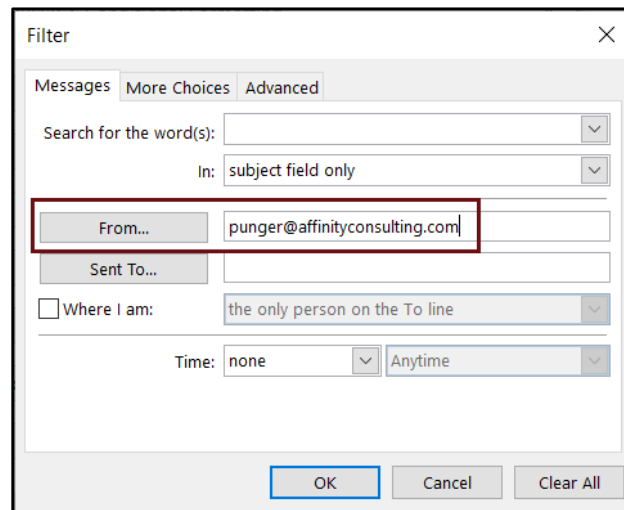 Filter
Messages More Choices Advanced
Search for the word(s):
In: subject field only
From... punger@affinityconsulting.com
Sent To...
Where I am: the only person on the To line
Time: none Anytime
OK Cancel Clear All